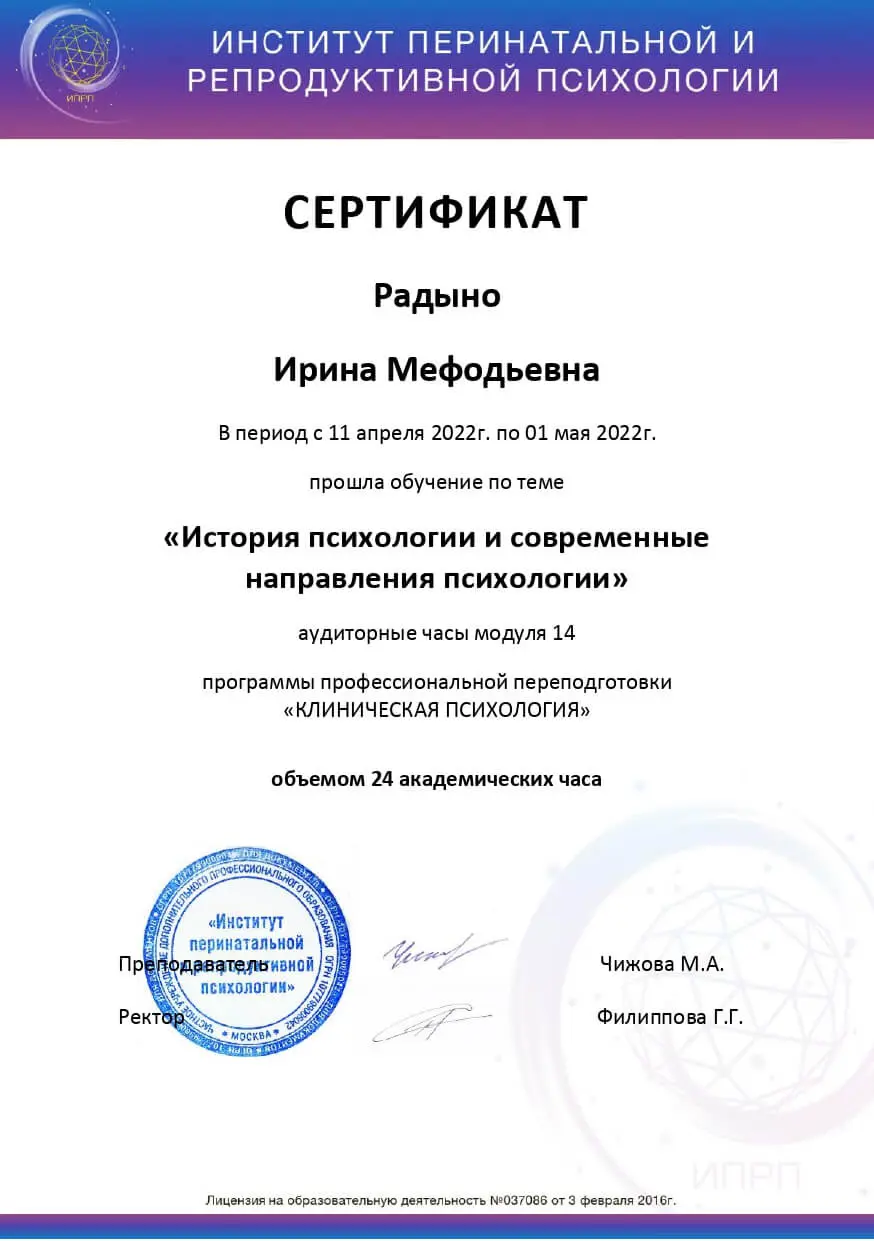 ИНСТИТУТ ПЕРИНАТАЛЬНОЙ И
РЕПРОДУКТИВНОЙ ПСИХОЛОГИИ
ИПРП
СЕРТИФИКАТ
Радыно
Ирина Мефодьевна
В период с 11 апреля 2022г. по 01 мая 2022г.
прошла обучение по теме
«История психологии и современные
направления психологии»
аудиторные часы модуля 14
программы профессиональной переподготовки
«КЛИНИЧЕСКАЯ ПСИХОЛОГИЯ»
объемом 24 академических часа
ЧАСТНОЕ УЧРЕЖДЕНИЕ ДОПОЛНИТЕЛЬНОГО ПРОФЕССИОНАЛЬНОГО ОБРАЗОВАНИЯ
«Институт
перинатальной
репродуктивной
психологии»
* МОСКВА *
Преподаватель
Чижова М.А.
Ректор
Филиппова Г.Г.
ИПРП
Лицензия на образовательную деятельность №037086 от 3 февраля 2016г.